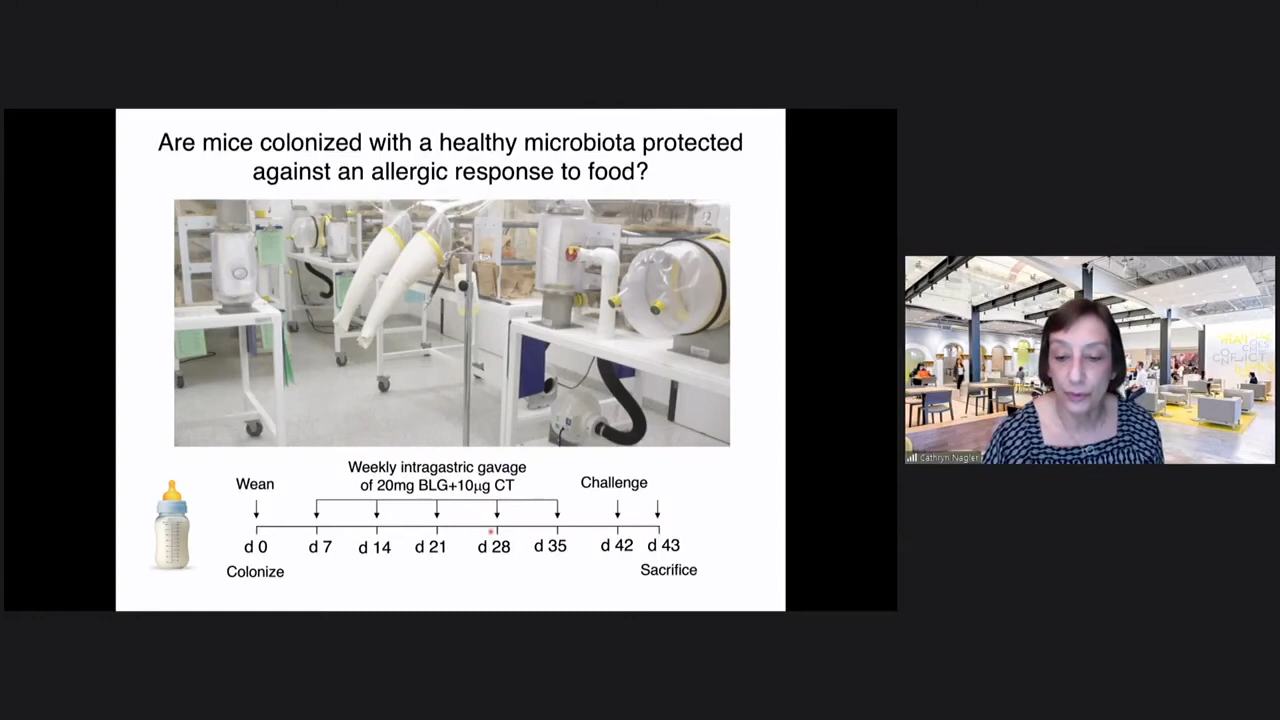 Are mice colonized with a healthy microbiota protected
against an allergic response to food?
Weekly intragastric gavage
of 20mg BLG+10µg CT
Wean
Challenge
d 0
d 7
d 14
d 21
d 28
d 35
d 42
d 43
Colonize
Sacrifice
Cathryn Nagler